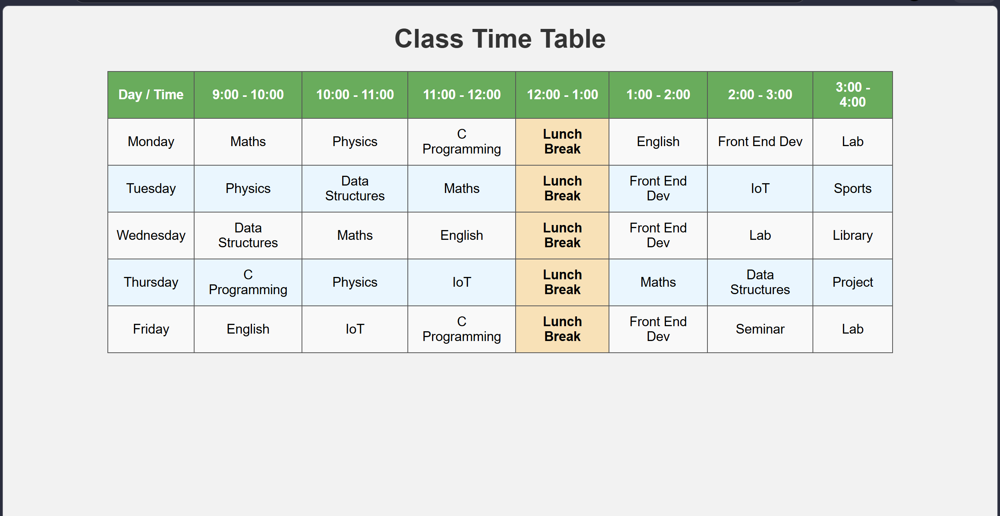 Class Time Table
Day / Time 9:00 - 10:00 10:00 - 11:00 11:00 - 12:00 12:00 - 1:00 1:00 - 2:00 2:00 - 3:00 3:00 -
4:00
Monday Maths Physics C
Programming Lunch
Break English Front End Dev Lab
Tuesday Physics Data
Structures Maths Lunch
Break Front End
Dev IoT Sports
Wednesday Data
Structures Maths English Lunch
Break Front End
Dev Lab Library
Thursday C
Programming Physics IoT Lunch
Break Maths Data
Structures Project
Friday English IoT C
Programming Lunch
Break Front End
Dev Seminar Lab